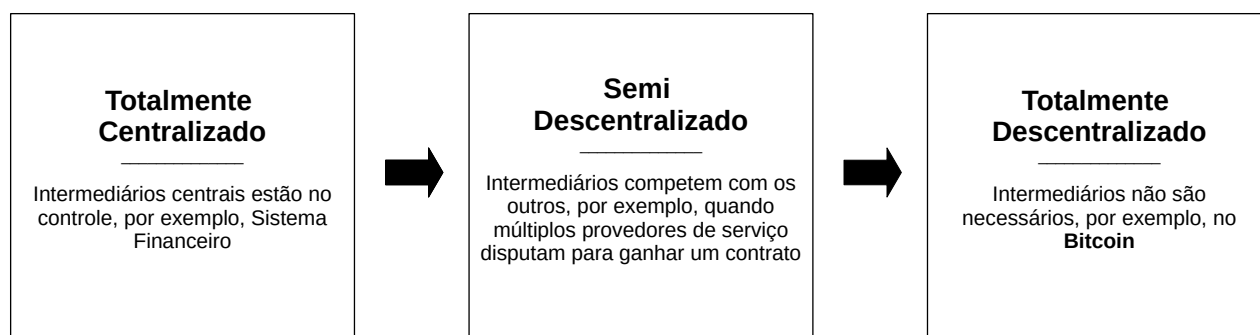 Totalmente
Centralizado
Intermediários centrais estão no
controle, por exemplo, Sistema
Financeiro
Semi
Descentralizado
Intermediários competem com os
outros, por exemplo, quando
múltiplos provedores de serviço
disputam para ganhar um contrato
Totalmente
Descentralizado
Intermediários não são
necessários, por exemplo, no
Bitcoin